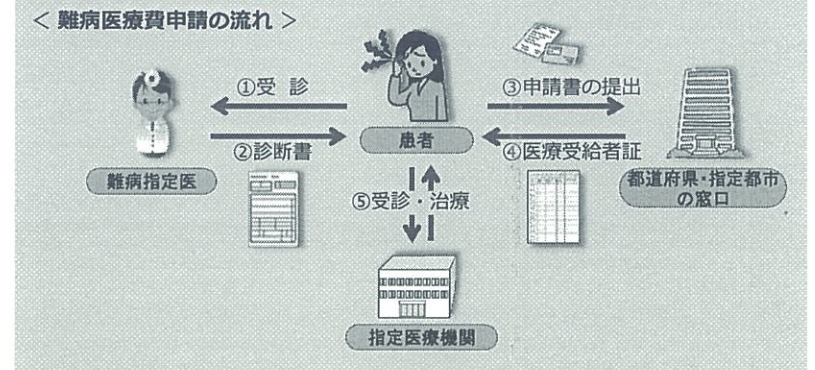 ＜ 難病医療費申請の流れ ＞
①受 診
③申請書の提出
②診断書
患者
④医療受給者証
難病指定医
都道府県・指定都市
の窓口
⑤受診・治療
指定医療機関